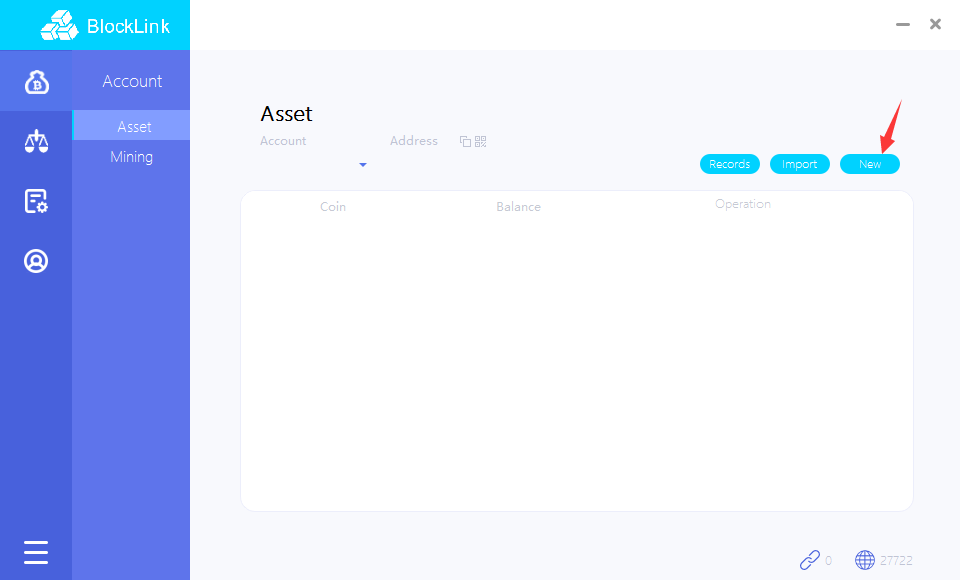 BlockLink
Account
Asset
Mining
Asset
Account Address
Records Import New
Coin Balance Operation
0 27722